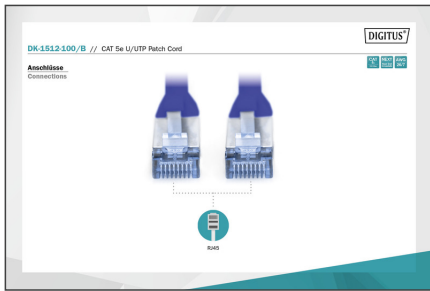 DIGITUS®
DK-1512-100/B // CAT 5e U/UTP Patch Cord
Anschlüsse
Connections
RJ45